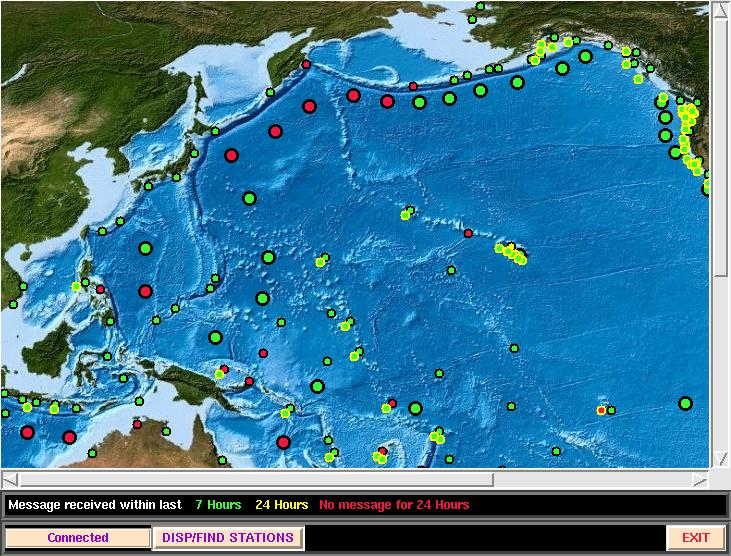 Message received within last 7 Hours 24 Hours No message for 24 Hours
Connected DISP/FIND STATIONS EXIT